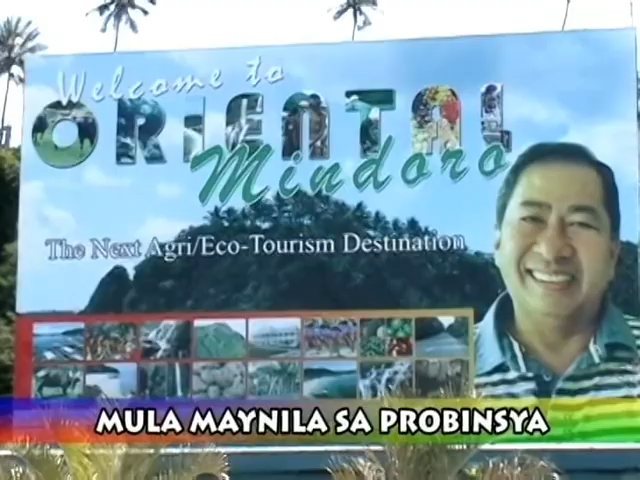 Welcome to
ORIENTAL
Mindoro
The Next Agri/Eco-Tourism Destination
MULA MAYNILA SA PROBINSYA